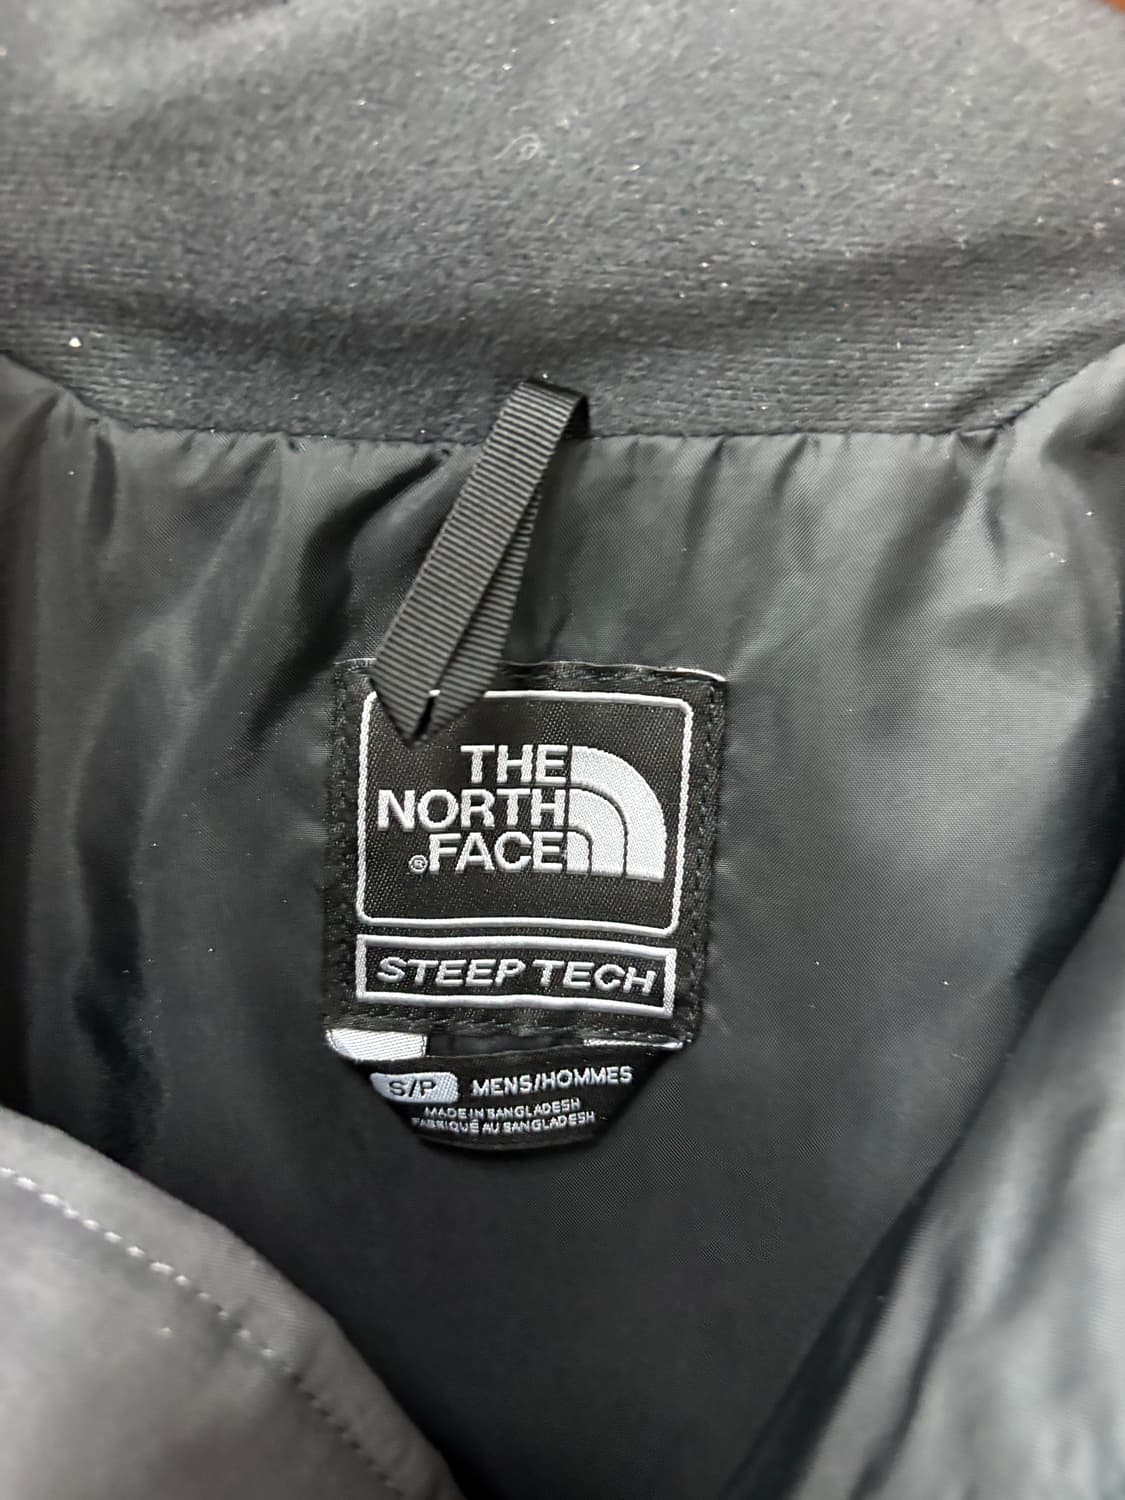 THE
NORTH
®FACE
STEEP TECH
S/P MENS/HOMMES
MADE IN BANGLADESH
FABRIQUÉ AU BANGLADESH